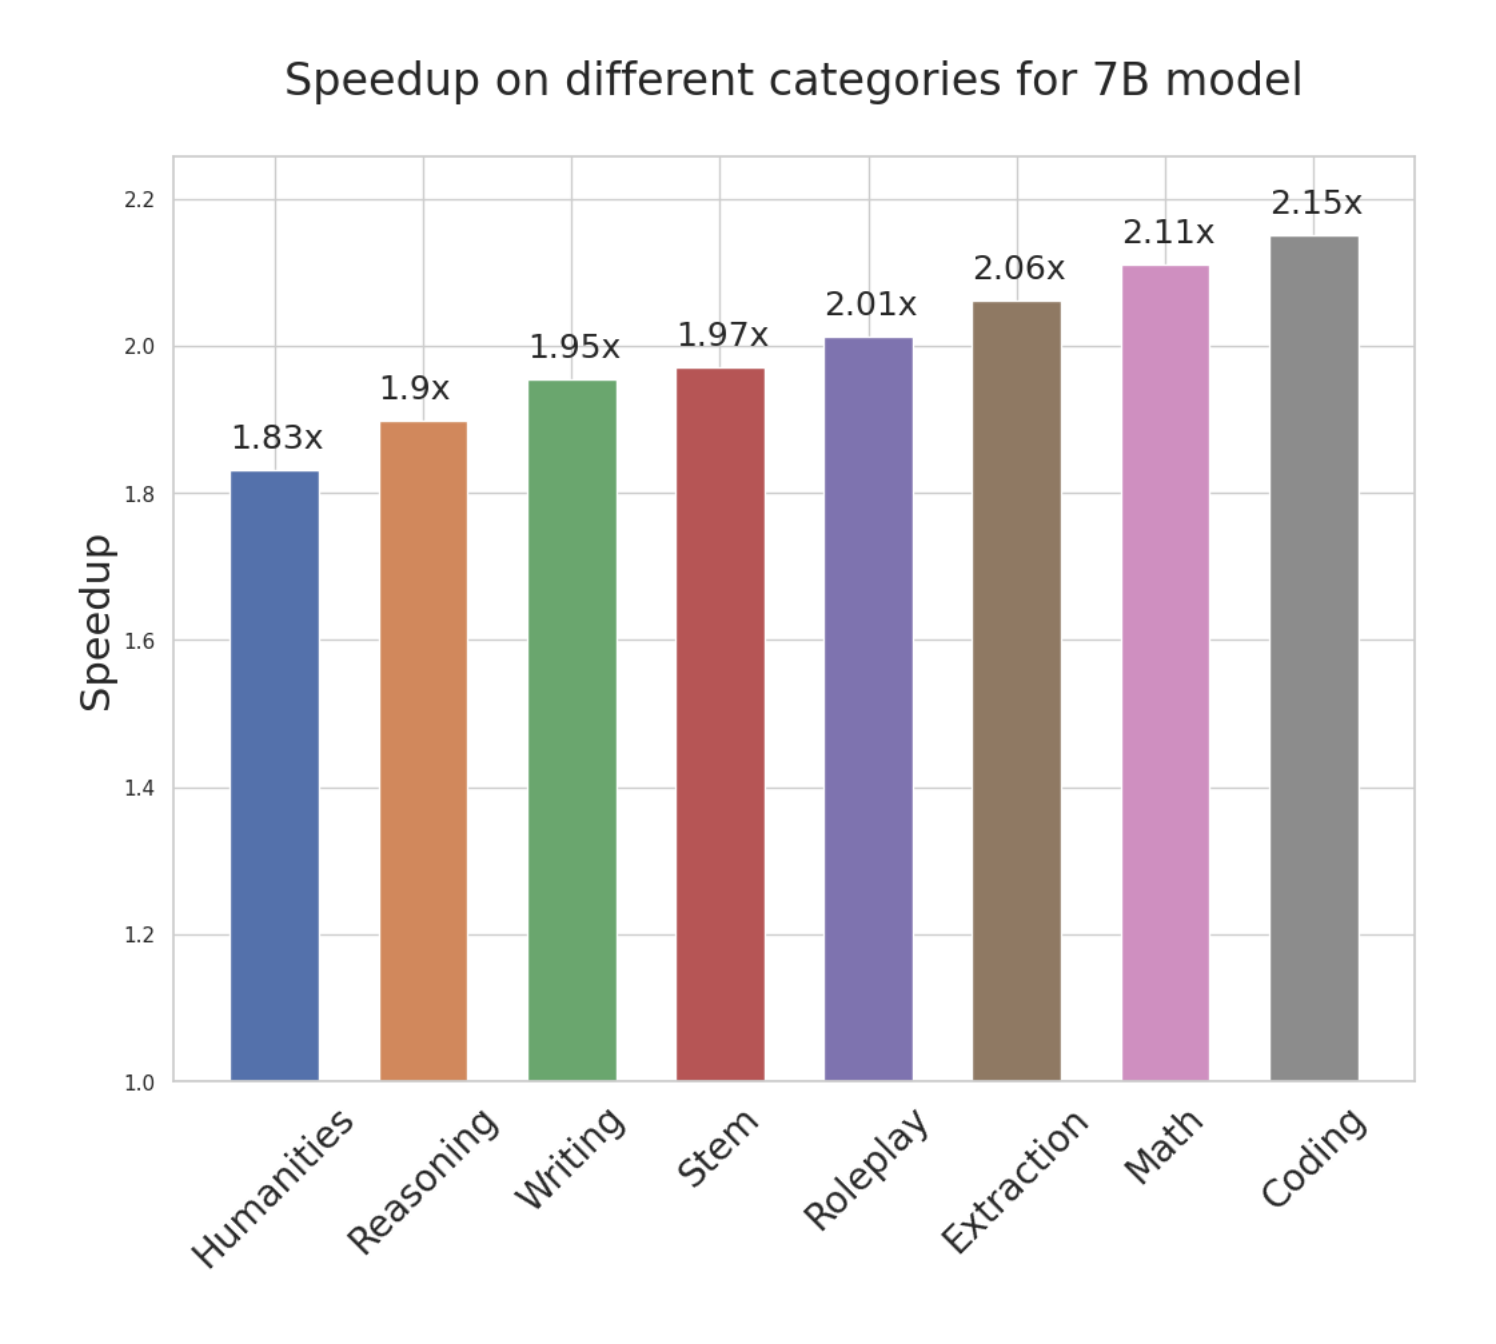 Speedup on different categories for 7B model
Speedup
2.2
2.0
1.8
1.6
1.4
1.2
1.0
1.83x
1.9x
1.95x
1.97x
2.01x
2.06x
2.11x
2.15x
Humanities
Reasoning
Writing
Stem
Roleplay
Extraction
Math
Coding